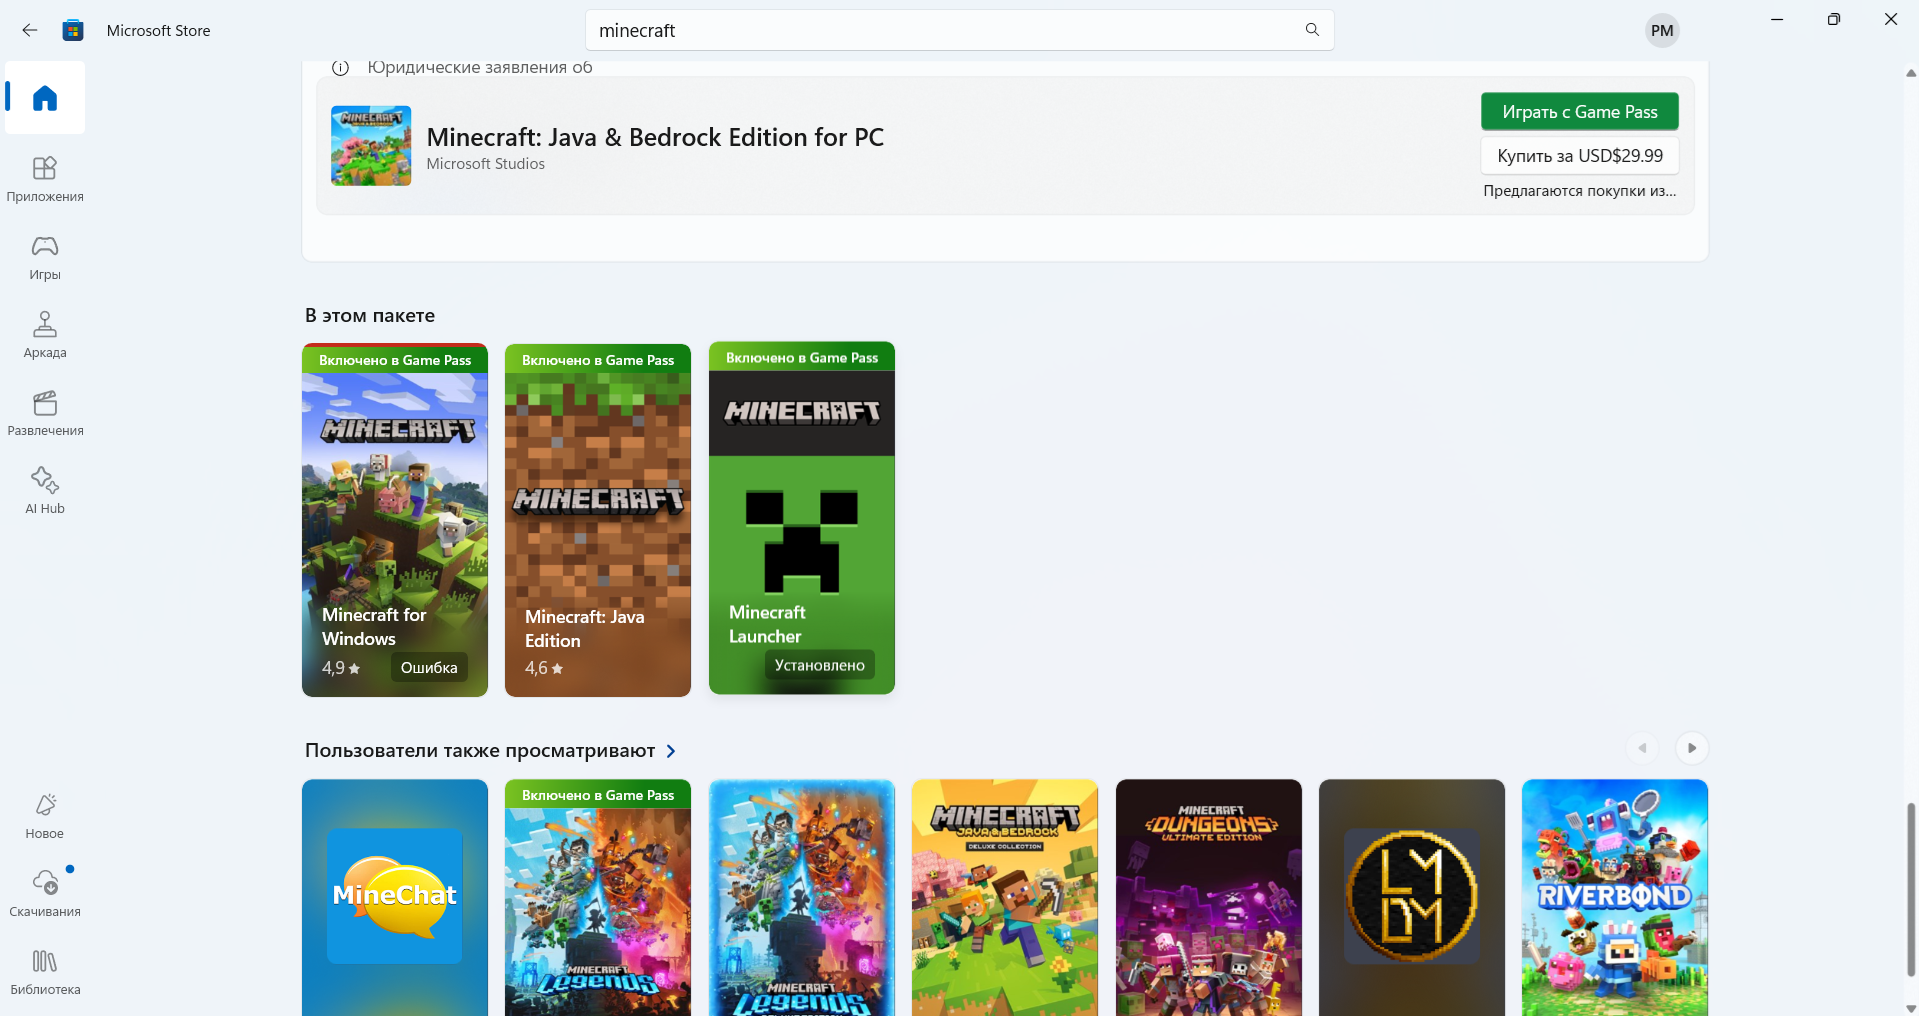 Microsoft Store
minecraft
PM
Юридические заявления об
MINECRAFT
JAVA & BEDROCK
Minecraft: Java & Bedrock Edition for PC
Microsoft Studios
Играть с Game Pass
Купить за USD$29.99
Предлагаются покупки из...
Приложения
Игры
Аркада
Развлечения
AI Hub
В этом пакете
Включено в Game Pass
MINECRAFT
Minecraft for
Windows
4,9
Ошибка
Включено в Game Pass
MINECRAFT
Minecraft: Java
Edition
4,6
Включено в Game Pass
MINECRAFT
Minecraft
Launcher
Установлено
Пользователи также просматривают
MineChat
Включено в Game Pass
MINECRAFT
Legends
MINECRAFT
Legends
MINECRAFT
JAVA & BEDROCK
DELUXE COLLECTION
MINECRAFT
DUNGEONS
ULTIMATE EDITION
LM
DM
RIVERBOND
Новое
Скачивания
Библиотека